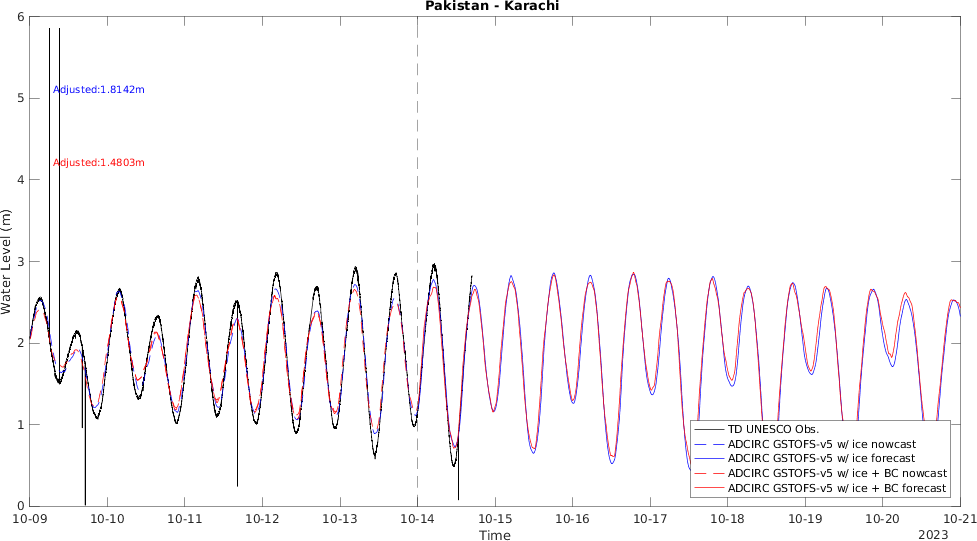 Pakistan - Karachi
6
5
4
3
2
1
0
Water Level (m)
Adjusted:1.8142m
Adjusted:1.4803m
TD UNESCO Obs.
ADCIRC GSTOFS-v5 w/ ice nowcast
ADCIRC GSTOFS-v5 w/ ice forecast
ADCIRC GSTOFS-v5 w/ ice + BC nowcast
ADCIRC GSTOFS-v5 w/ ice + BC forecast
10-09 10-10 10-11 10-12 10-13 10-14 10-15 10-16 10-17 10-18 10-19 10-20 10-21
Time
2023